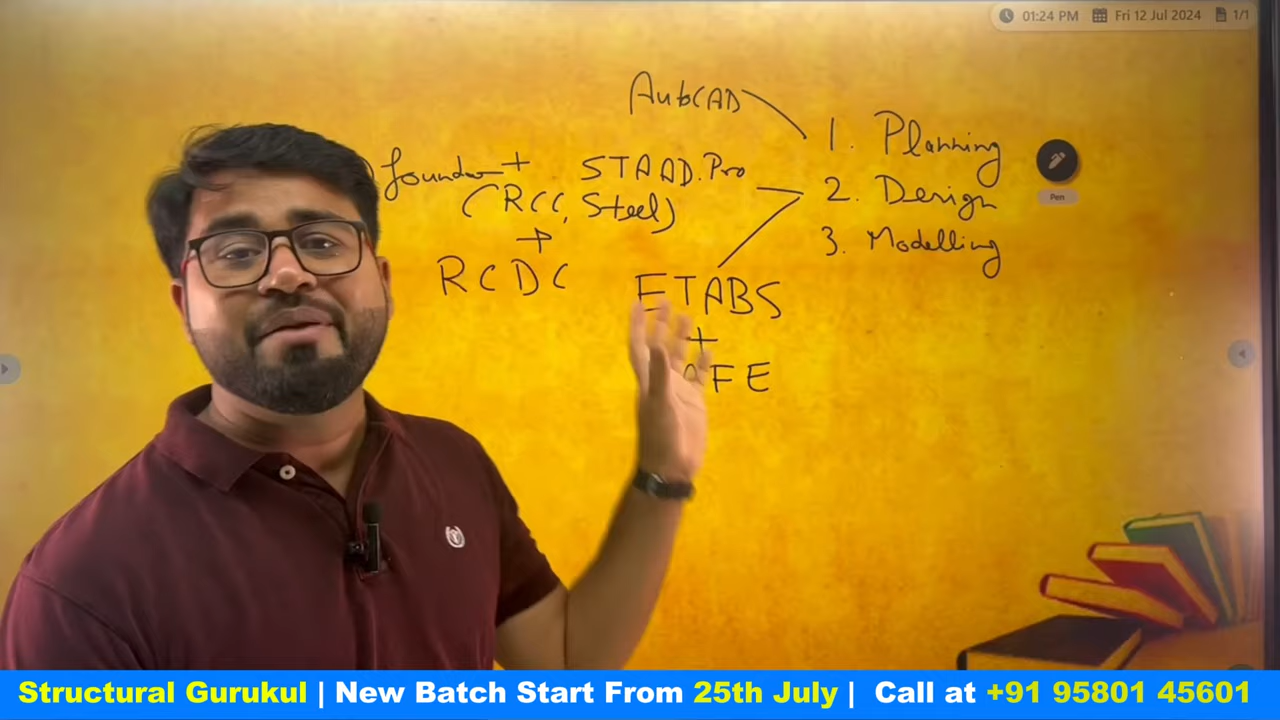 01:24 PM Fri 12 Jul 2024 1/1
AutoCAD
1. Planning
STAAD.Pro
2. Design
(RCC, Steel)
3. Modelling
RCDC
ETABS
+
FE
Pen
Structural Gurukul | New Batch Start From 25th July | Call at +91 95801 45601